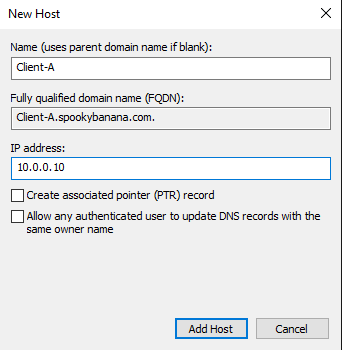 New Host
Name (uses parent domain name if blank):
Client-A
Fully qualified domain name (FQDN):
Client-A.spookybanana.com.
IP address:
10.0.0.10
Create associated pointer (PTR) record
Allow any authenticated user to update DNS records with the
same owner name
Add Host
Cancel